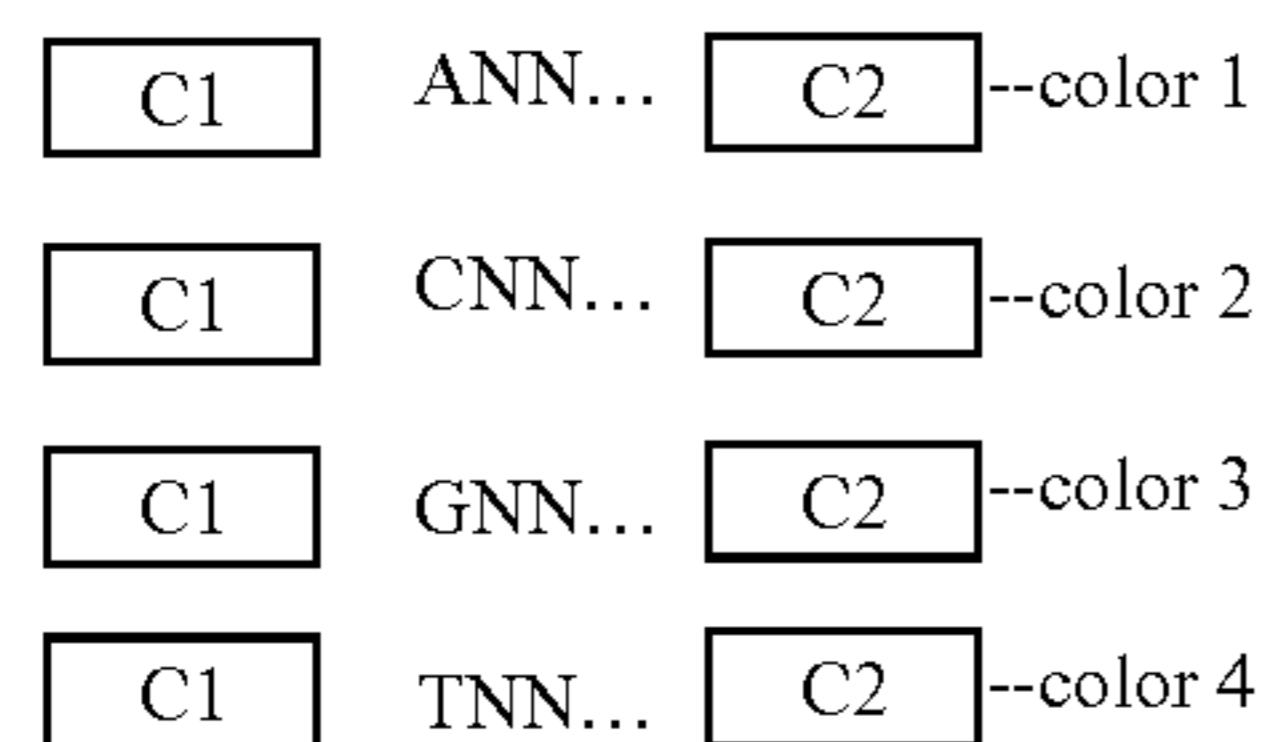 C1 ANN... C2 --color 1
C1 CNN... C2 --color 2
C1 GNN... C2 --color 3
C1 TNN... C2 --color 4